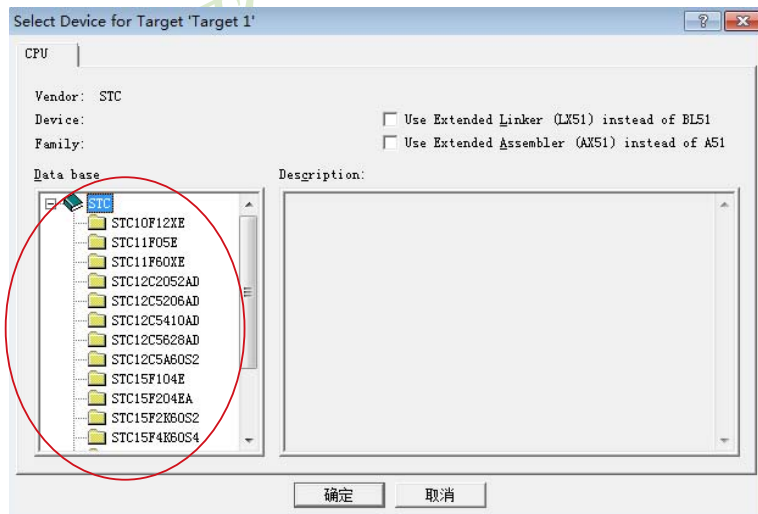 Select Device for Target 'Target 1'
CPU
Vendor: STC
Device:
Use Extended Linker (LX51) instead of BL51
Family:
Use Extended Assembler (AX51) instead of A51
Data base
Description:
STC
STC10F12XE
STC11F05E
STC11F60XE
STC12C2052AD
STC12C5206AD
STC12C5410AD
STC12C5628AD
STC12C5A60S2
STC15F104E
STC15F204EA
STC15F2K60S2
STC15F4K60S4
确定
取消